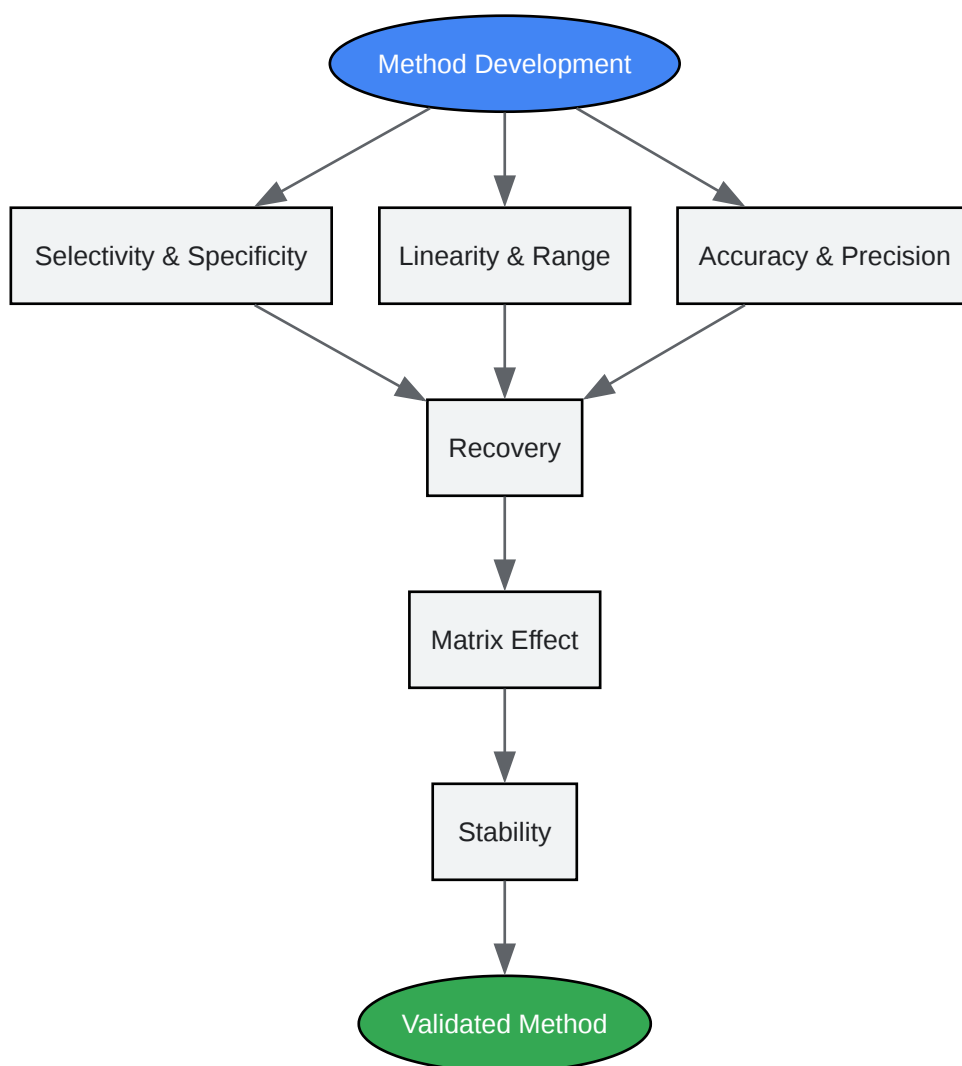 Method Development
Selectivity & Specificity
Linearity & Range
Accuracy & Precision
Recovery
Matrix Effect
Stability
Validated Method